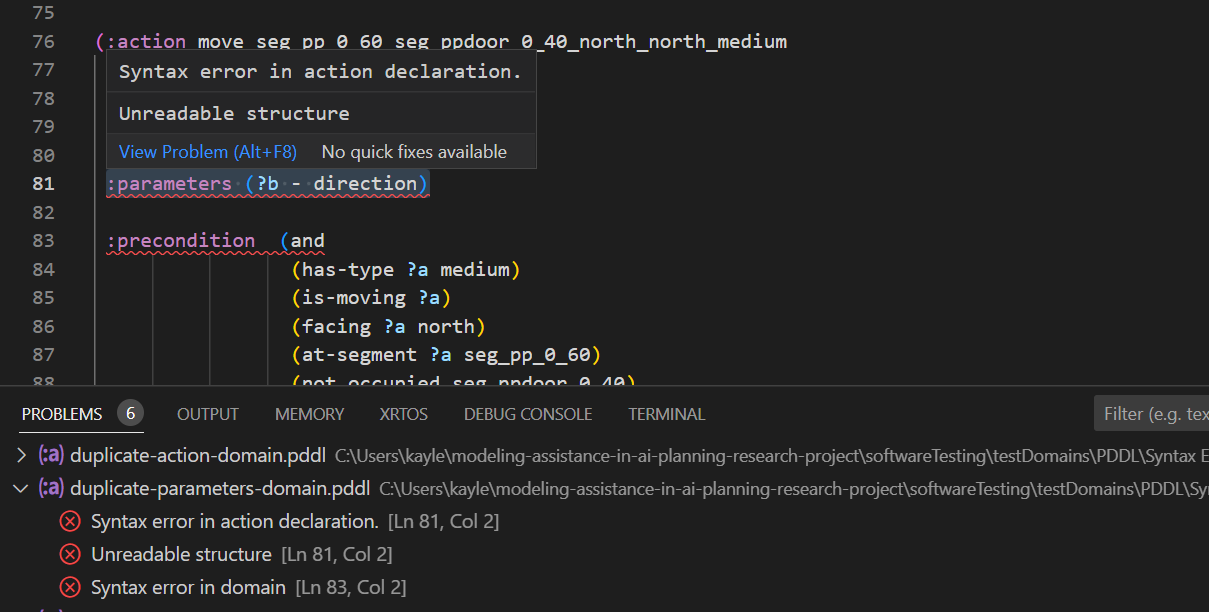 75
76 (:action move_seg_pp_0_60_seg_ppdoor_0_40_north_north_medium
77
Syntax error in action declaration.
78
Unreadable structure
79
80
View Problem (Alt+F8) No quick fixes available
81 :parameters (?b - direction)
82
83 :precondition (and
84 (has-type ?a medium)
85 (is-moving ?a)
86 (facing ?a north)
87 (at-segment ?a seg_pp_0_60)
88 (not_occupied seg_ppdoor_0_40)
PROBLEMS 6 OUTPUT MEMORY XRTOS DEBUG CONSOLE TERMINAL Filter (e.g. tex
(:a) duplicate-action-domain.pddl C:\Users\kayle\modeling-assistance-in-ai-planning-research-project\softwareTesting\testDomains\PDDL\Syntax E
(:a) duplicate-parameters-domain.pddl C:\Users\kayle\modeling-assistance-in-ai-planning-research-project\softwareTesting\testDomains\PDDL\Sy
Syntax error in action declaration. [Ln 81, Col 2]
Unreadable structure [Ln 81, Col 2]
Syntax error in domain [Ln 83, Col 2]